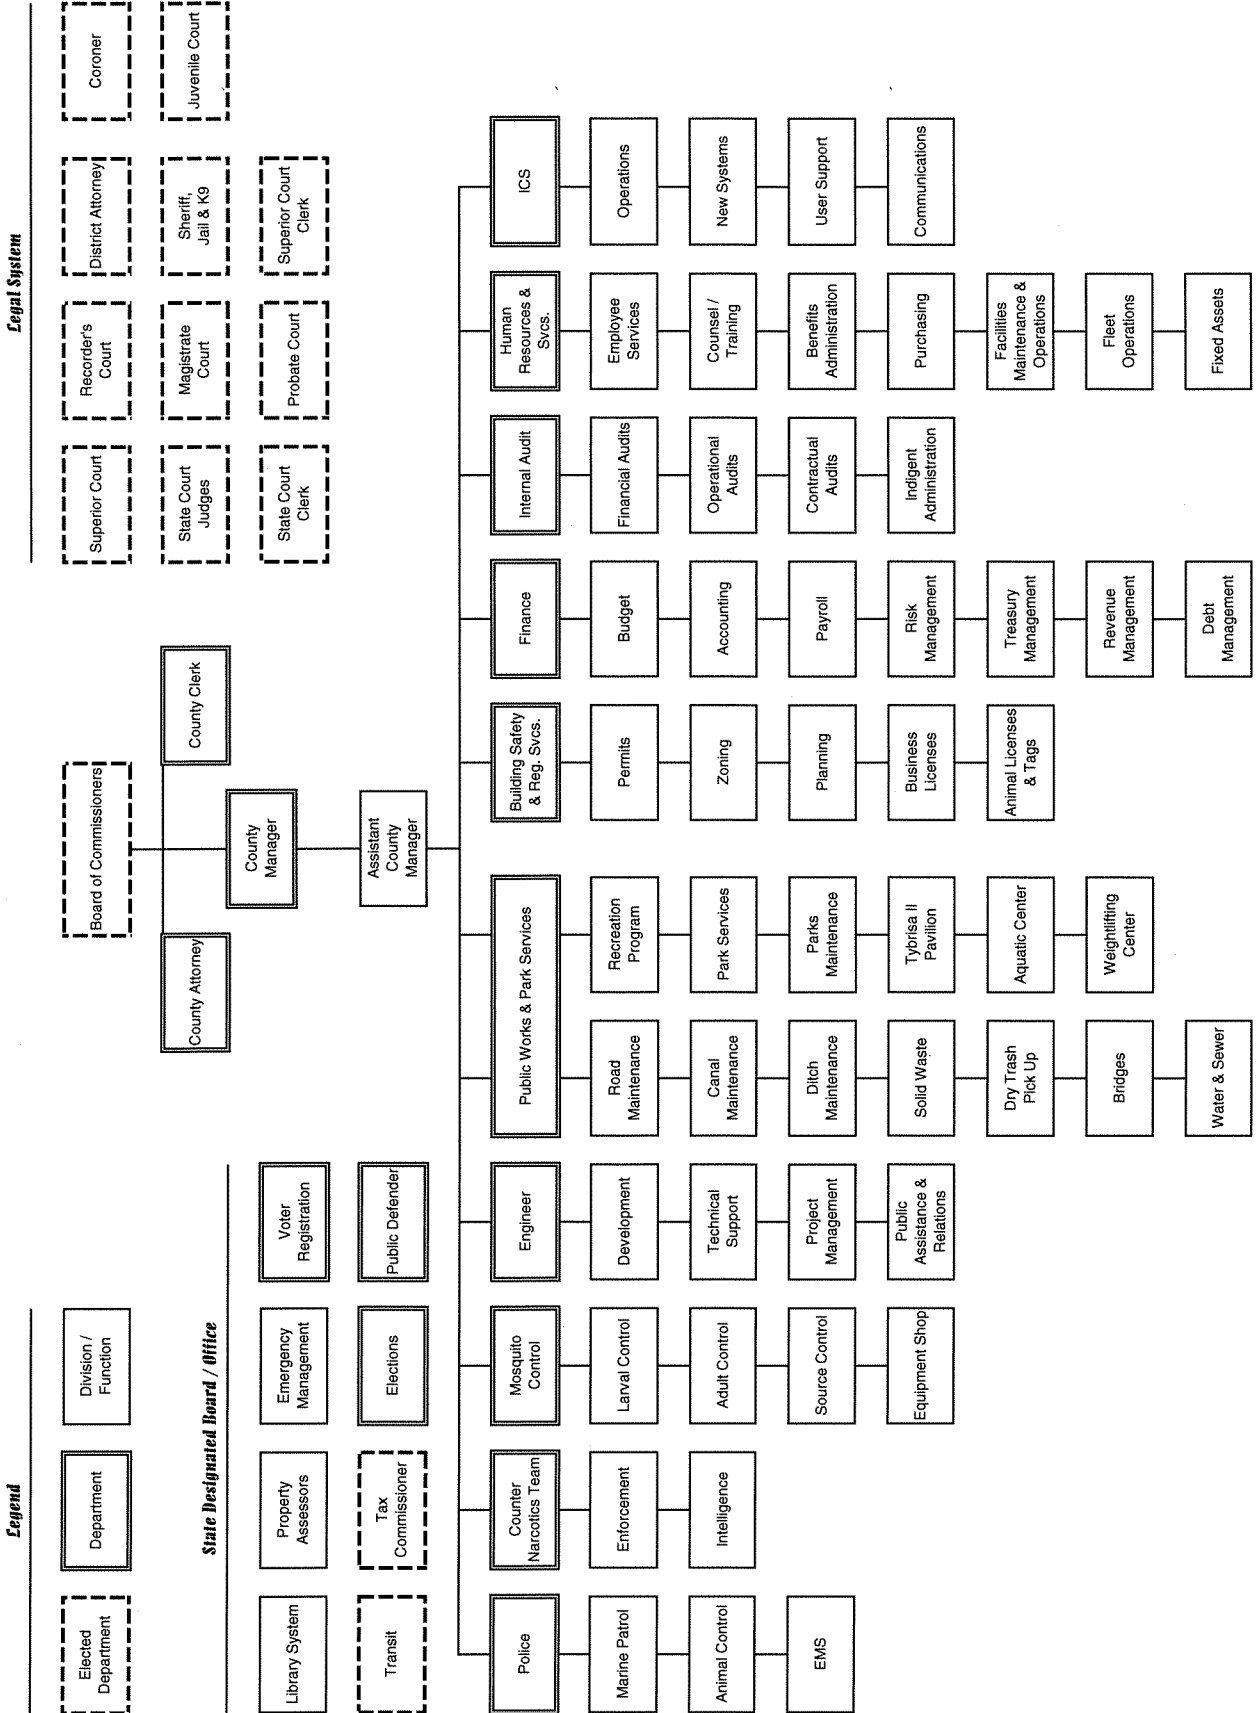 Legend
Elected
Department
Department
Division /
Function
State Designated Board / Office
Library System
Property
Assessors
Emergency
Management
Voter
Registration
Transit
Tax
Commissioner
Elections
Public Defender
Board of Commissioners
County Attorney
County Clerk
County
Manager
Assistant
County
Manager
Legal System
Superior Court
Recorder's
Court
District Attorney
Coroner
State Court
Judges
Magistrate
Court
Sheriff,
Jail & K9
Juvenile Court
State Court
Clerk
Probate Court
Superior Court
Clerk
Police
Marine Patrol
Animal Control
EMS
Counter
Narcotics Team
Enforcement
Intelligence
Mosquito
Control
Larval Control
Adult Control
Source Control
Equipment Shop
Engineer
Development
Technical
Support
Project
Management
Public
Assistance &
Relations
Public Works & Park Services
Road
Maintenance
Canal
Maintenance
Ditch
Maintenance
Solid Waste
Dry Trash
Pick Up
Bridges
Water & Sewer
Recreation
Program
Park Services
Parks
Maintenance
Tybrisa II
Pavilion
Aquatic Center
Weightlifting
Center
Building Safety
& Reg. Svcs.
Permits
Zoning
Planning
Business
Licenses
Animal Licenses
& Tags
Finance
Budget
Accounting
Payroll
Risk
Management
Treasury
Management
Revenue
Management
Debt
Management
Internal Audit
Financial Audits
Operational
Audits
Contractual
Audits
Indigent
Administration
Human
Resources &
Svcs.
Employee
Services
Counsel /
Training
Benefits
Administration
Purchasing
Facilities
Maintenance &
Operations
Fleet
Operations
Fixed Assets
ICS
Operations
New Systems
User Support
Communications